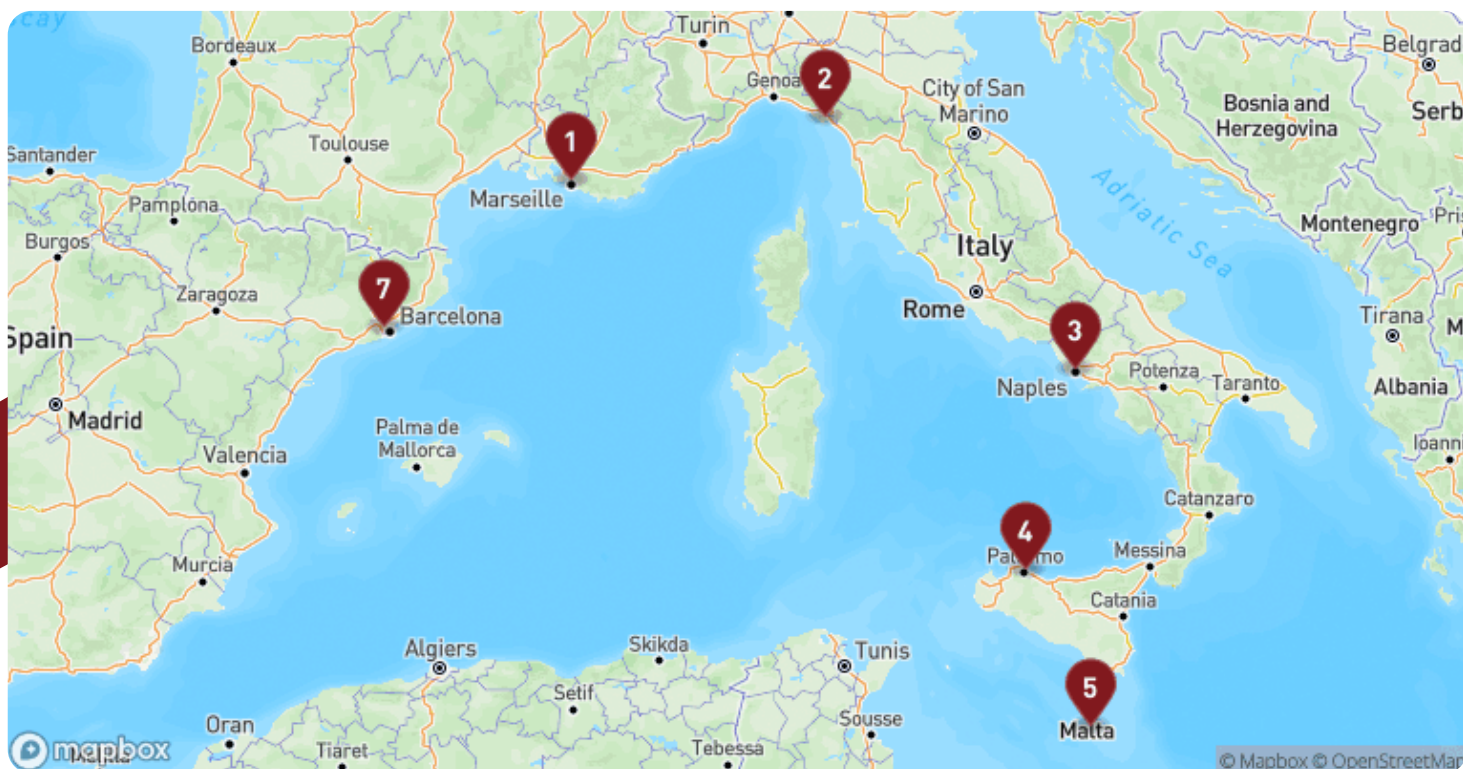 Bordeaux
Turin
Belgrad
Genoa
2
City of San
Marino
Bosnia and
Herzegovina
Serb
Santander
Toulouse
1
Marseille
Pamplona
Burgos
Adriatic Sea
Montenegro
Pris
Italy
Zaragoza
7
Barcelona
Rome
3
Tirana
Spain
Naples
Potenza
Taranto
Albania
Madrid
Palma de
Mallorca
Valencia
Ioanni
Catanzaro
4
Messina
Murcia
Catania
Algiers
Skikda
Tunis
Setif
5
Malta
Oran
Sousse
Tiaret
Tebessa
mapbox
© Mapbox © OpenStreetMap